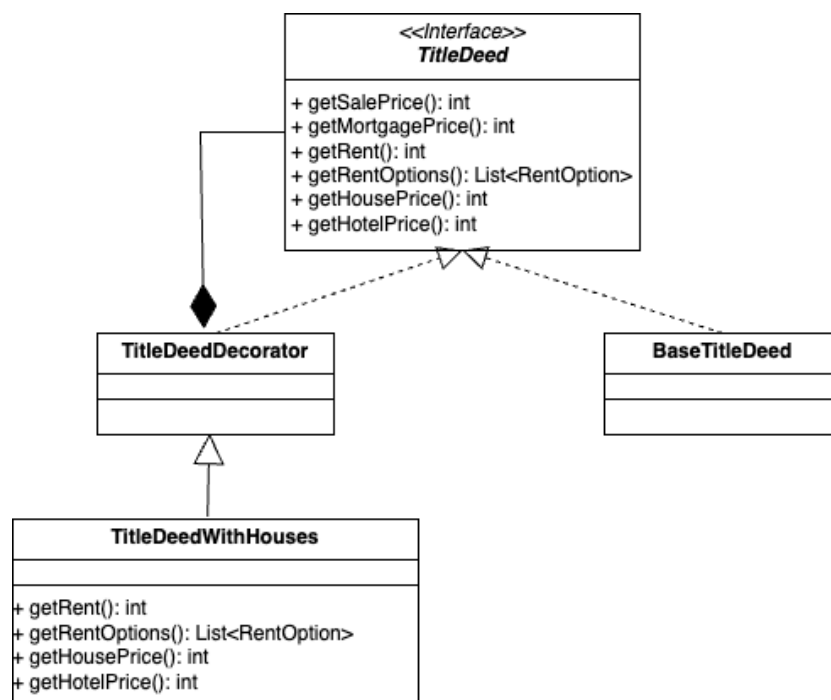 <<Interface>>
TitleDeed
+ getSalePrice(): int
+ getMortgagePrice(): int
+ getRent(): int
+ getRentOptions(): List<RentOption>
+ getHousePrice(): int
+ getHotelPrice(): int
TitleDeedDecorator
BaseTitleDeed
TitleDeedWithHouses
+ getRent(): int
+ getRentOptions(): List<RentOption>
+ getHousePrice(): int
+ getHotelPrice(): int